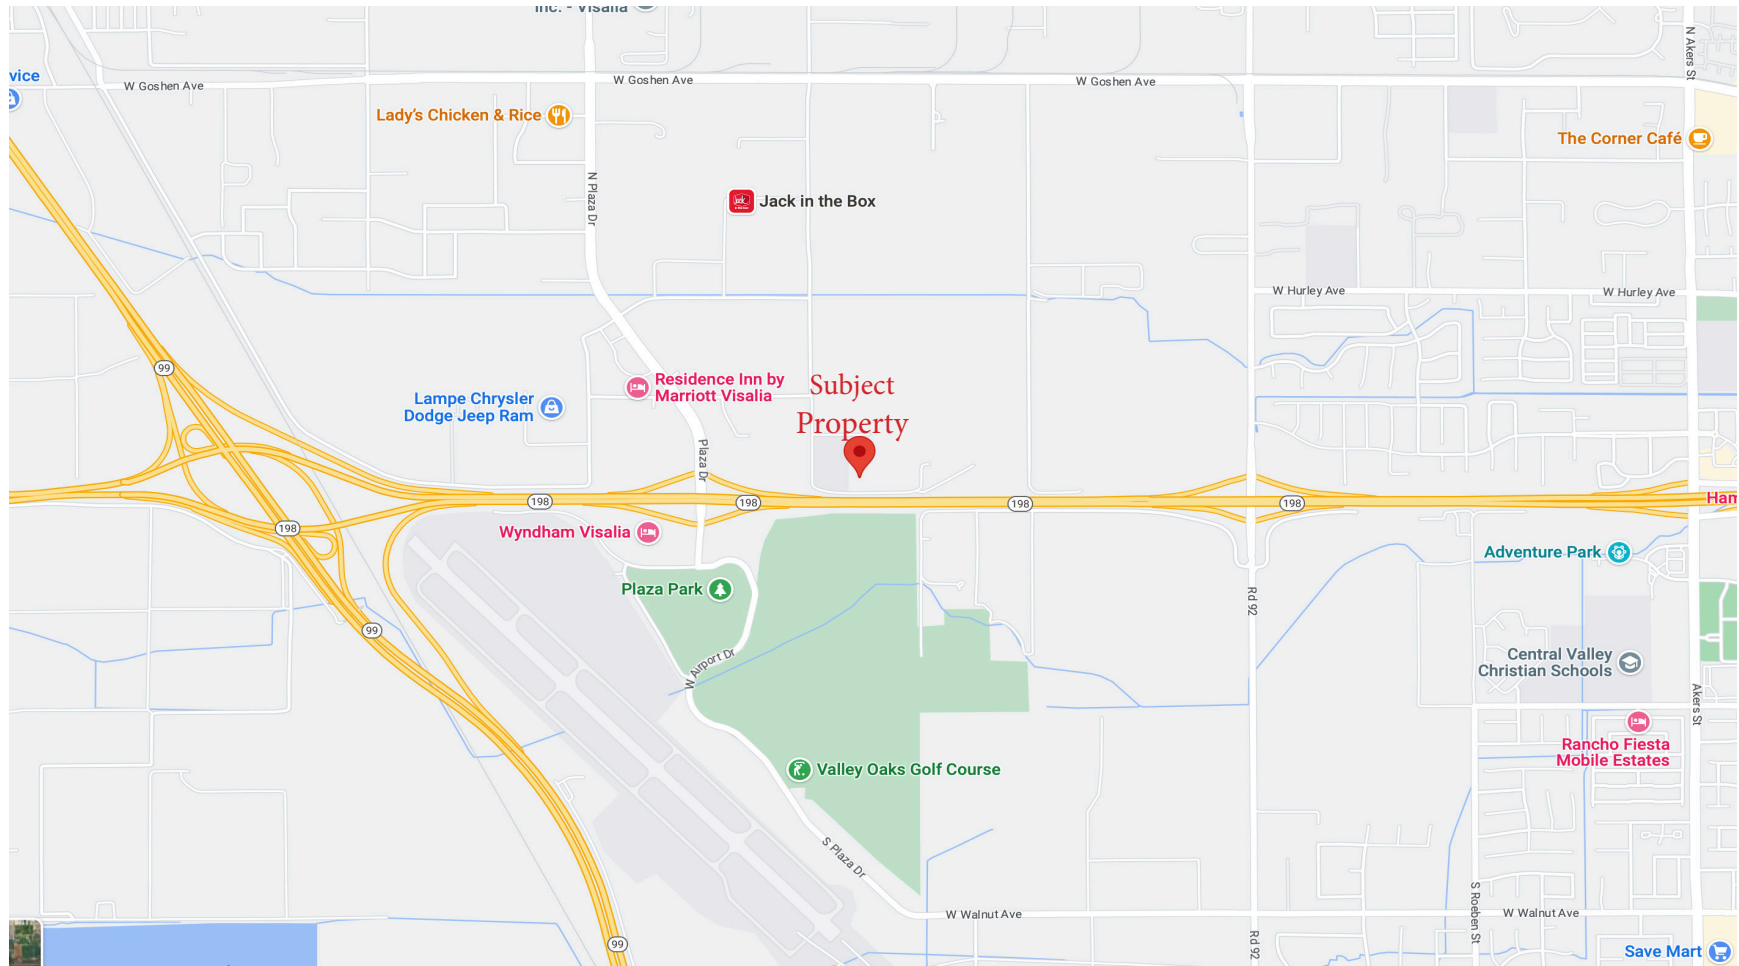 Inc. - Visalia
N Akers St
vice
W Goshen Ave
W Goshen Ave
W Goshen Ave
Lady's Chicken & Rice
The Corner Café
N Plaza Dr
Jack in the Box
W Hurley Ave
W Hurley Ave
99
Residence Inn by
Marriott Visalia
Subject
Property
Lampe Chrysler
Dodge Jeep Ram
Plaza Dr
198
198
198
198
Ham
198
Wyndham Visalia
Adventure Park
Plaza Park
Rd 92
99
W Airport Dr
Central Valley
Christian Schools
Akers St
Rancho Fiesta
Mobile Estates
Valley Oaks Golf Course
S Plaza Dr
W Walnut Ave
W Walnut Ave
S Roeben St
99
Rd 92
Save Mart